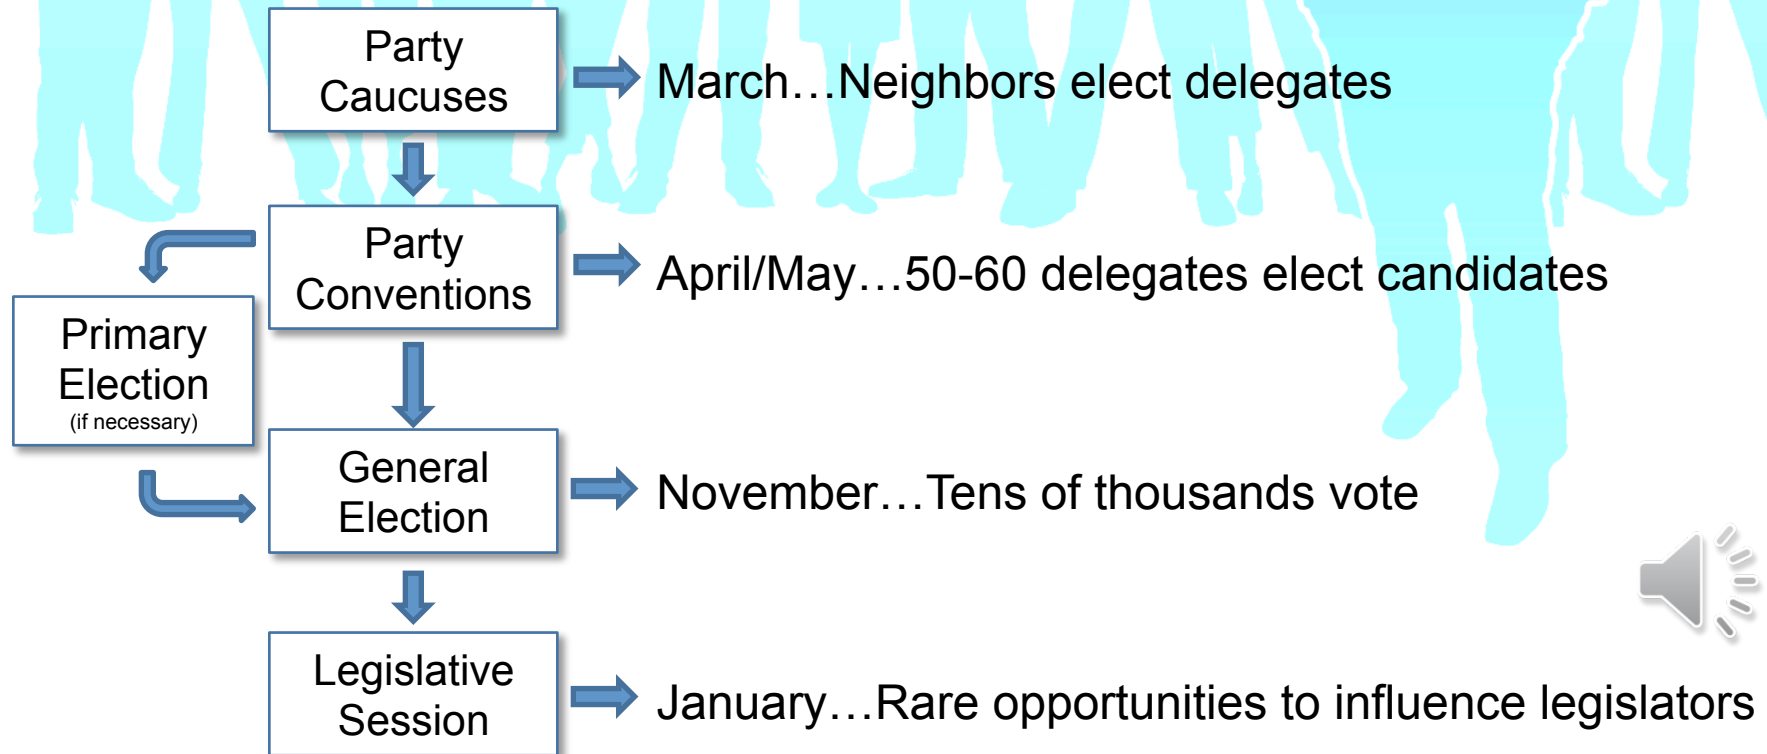 Party
Caucuses
March…Neighbors elect delegates
Party
Conventions
April/May…50-60 delegates elect candidates
Primary
Election
(if necessary)
General
Election
November…Tens of thousands vote
Legislative
Session
January…Rare opportunities to influence legislators